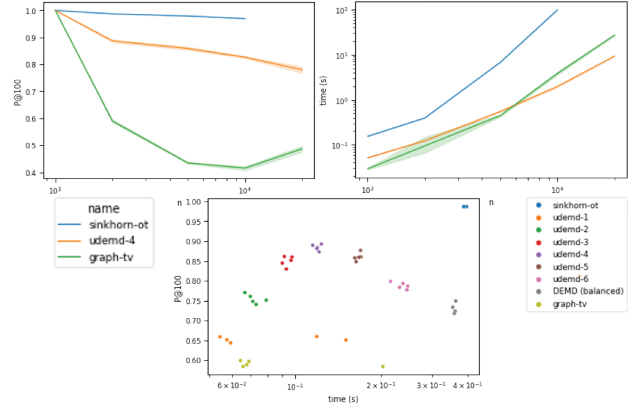 1.0
0.9
0.8
0.7
0.6
0.5
0.4
P@100
10³
10⁴
n
10²
10¹
10⁰
10⁻¹
time (s)
10³
10⁴
n
name
sinkhorn-ot
udemd-4
graph-tv
1.00
0.95
0.90
0.85
0.80
0.75
0.70
0.65
0.60
P@100
6 × 10⁻²
10⁻¹
2 × 10⁻¹
3 × 10⁻¹
4 × 10⁻¹
time (s)
sinkhorn-ot
udemd-1
udemd-2
udemd-3
udemd-4
udemd-5
udemd-6
DEMD (balanced)
graph-tv